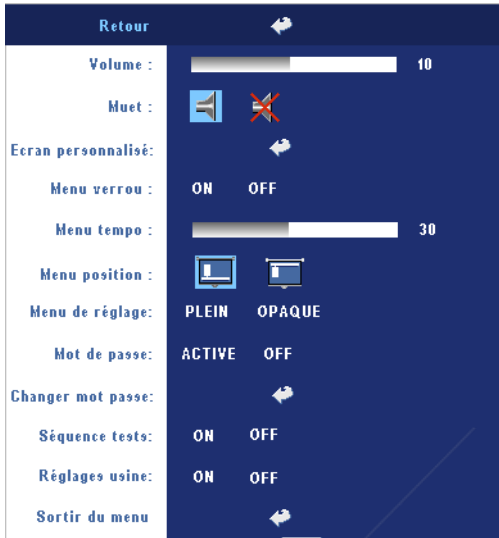 Retour
Volume : 10
Muet :
Ecran personnalisé:
Menu verrou : ON OFF
Menu tempo : 30
Menu position :
Menu de réglage: PLEIN OPAQUE
Mot de passe: ACTIVE OFF
Changer mot passe:
Séquence tests: ON OFF
Réglages usine: ON OFF
Sortir du menu